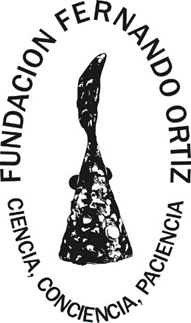 FUNDACION FERNANDO ORTIZ
CIENCIA, CONCIENCIA, PACIENCIA